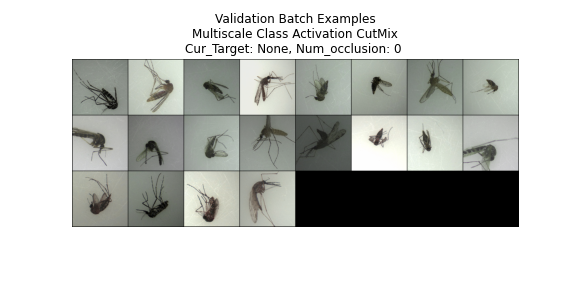 Validation Batch Examples
Multiscale Class Activation CutMix
Cur_Target: None, Num_occlusion: 0